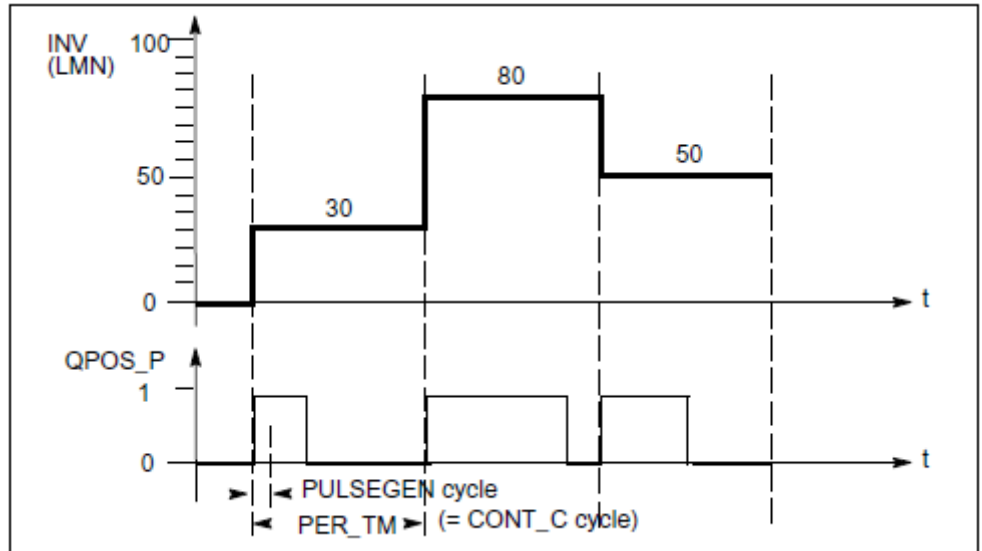 INV
(LMN)
100
80
50
50
30
0
t
QPOS_P
1
0
t
PULSEGEN cycle
PER_TM
(= CONT_C cycle)